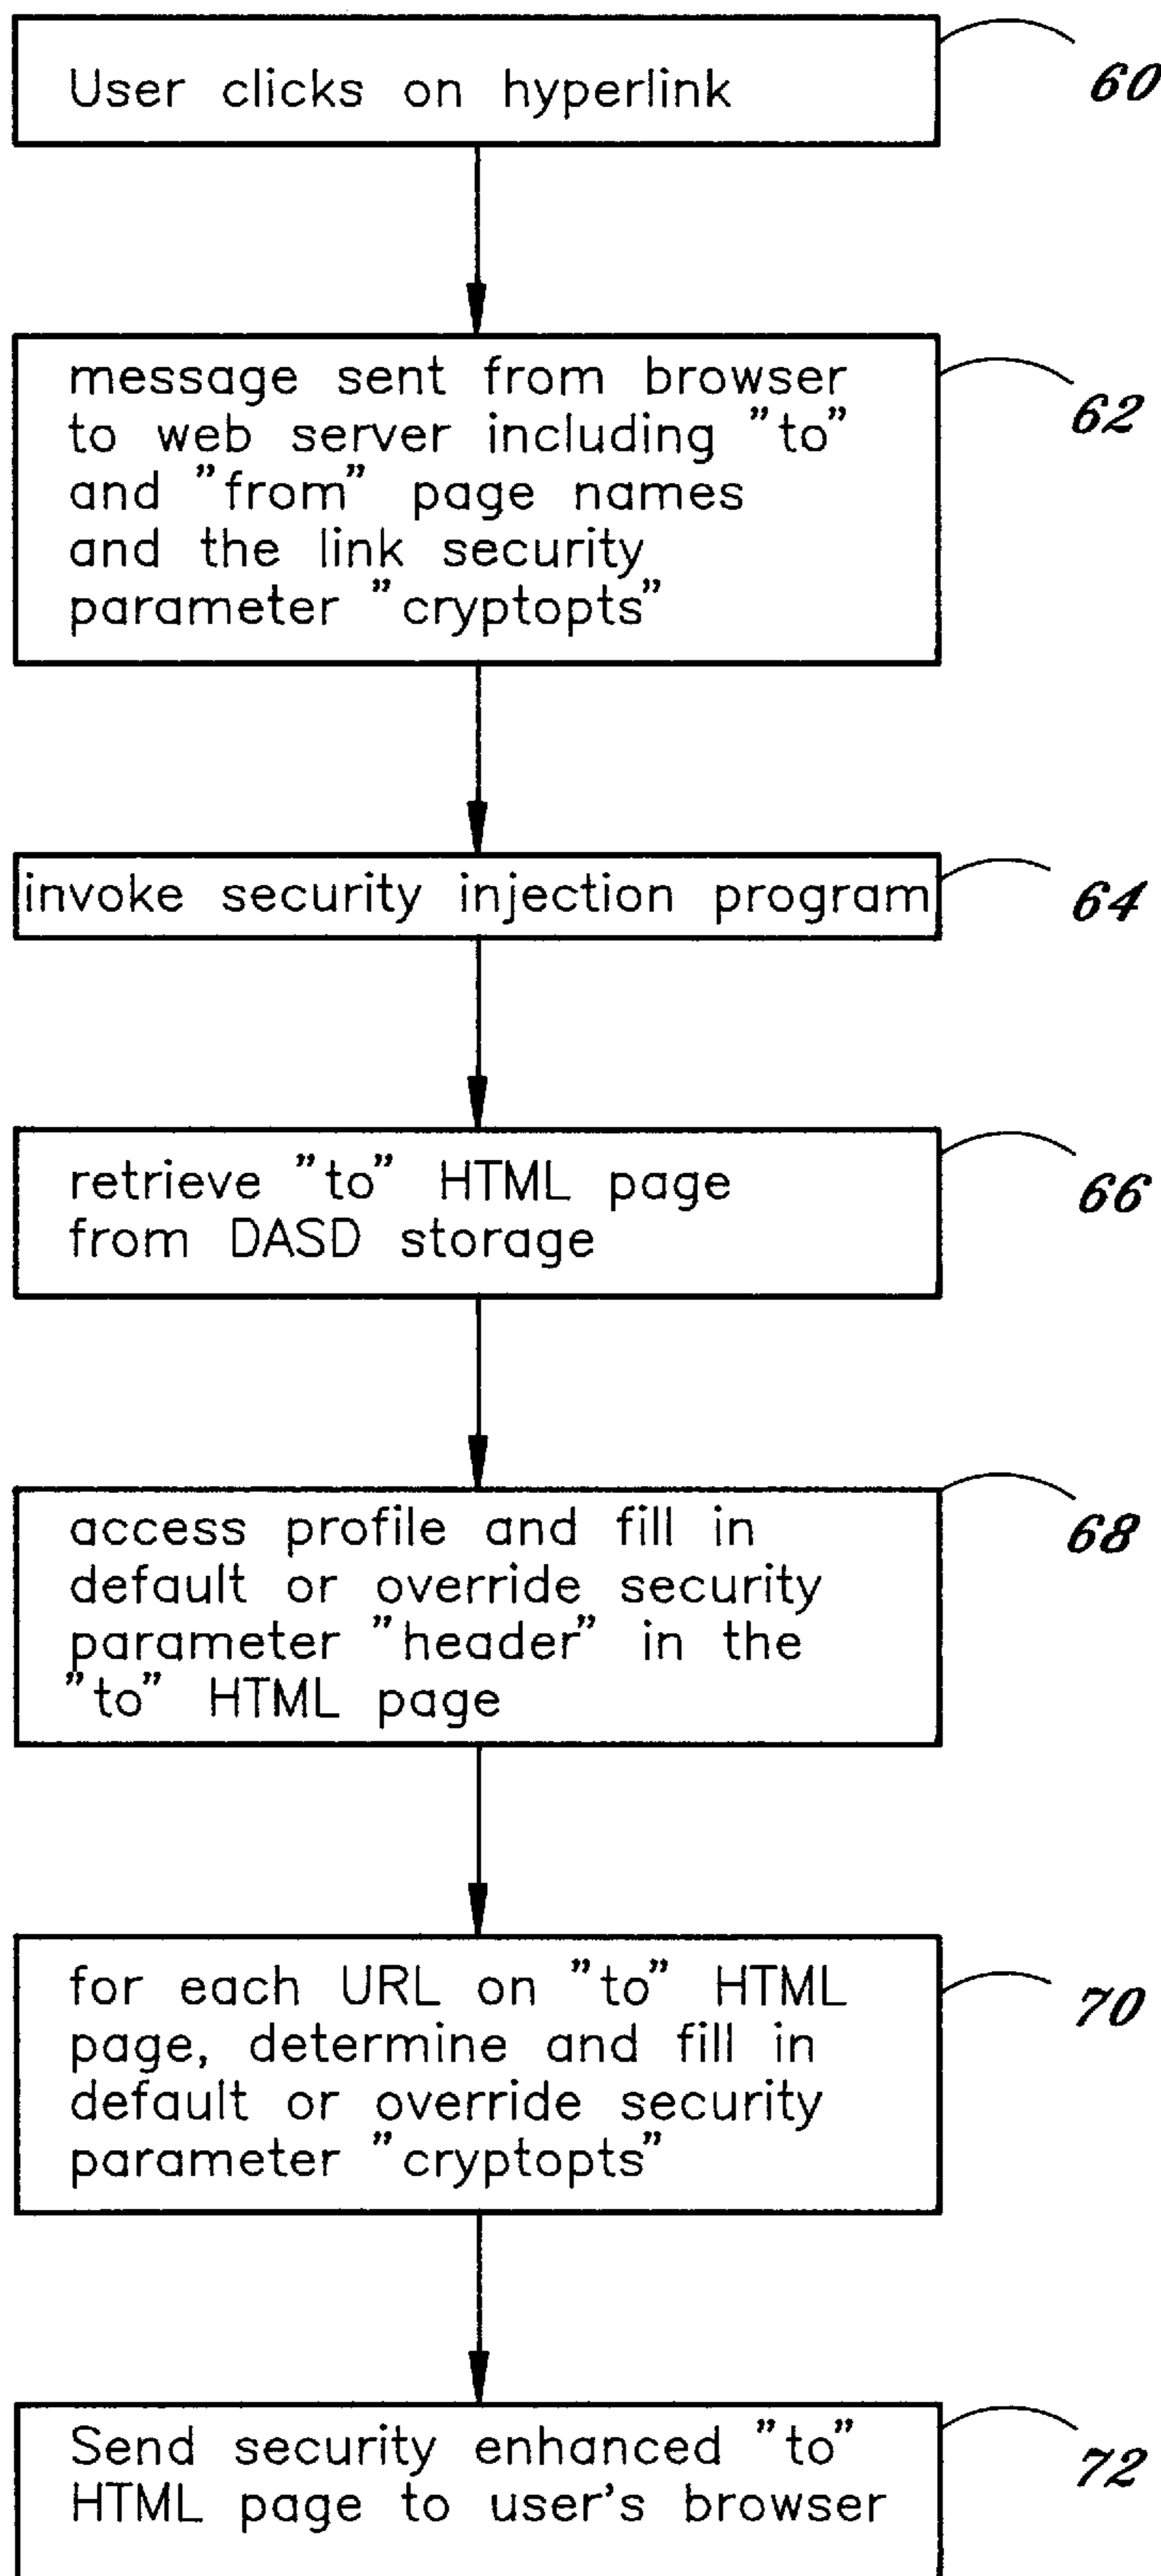 User clicks on hyperlink
60
message sent from browser
to web server including "to"
and "from" page names
and the link security
parameter "cryptopts"
62
invoke security injection program
64
retrieve "to" HTML page
from DASD storage
66
access profile and fill in
default or override security
parameter "header" in the
"to" HTML page
68
for each URL on "to" HTML
page, determine and fill in
default or override security
parameter "cryptopts"
70
Send security enhanced "to"
HTML page to user's browser
72